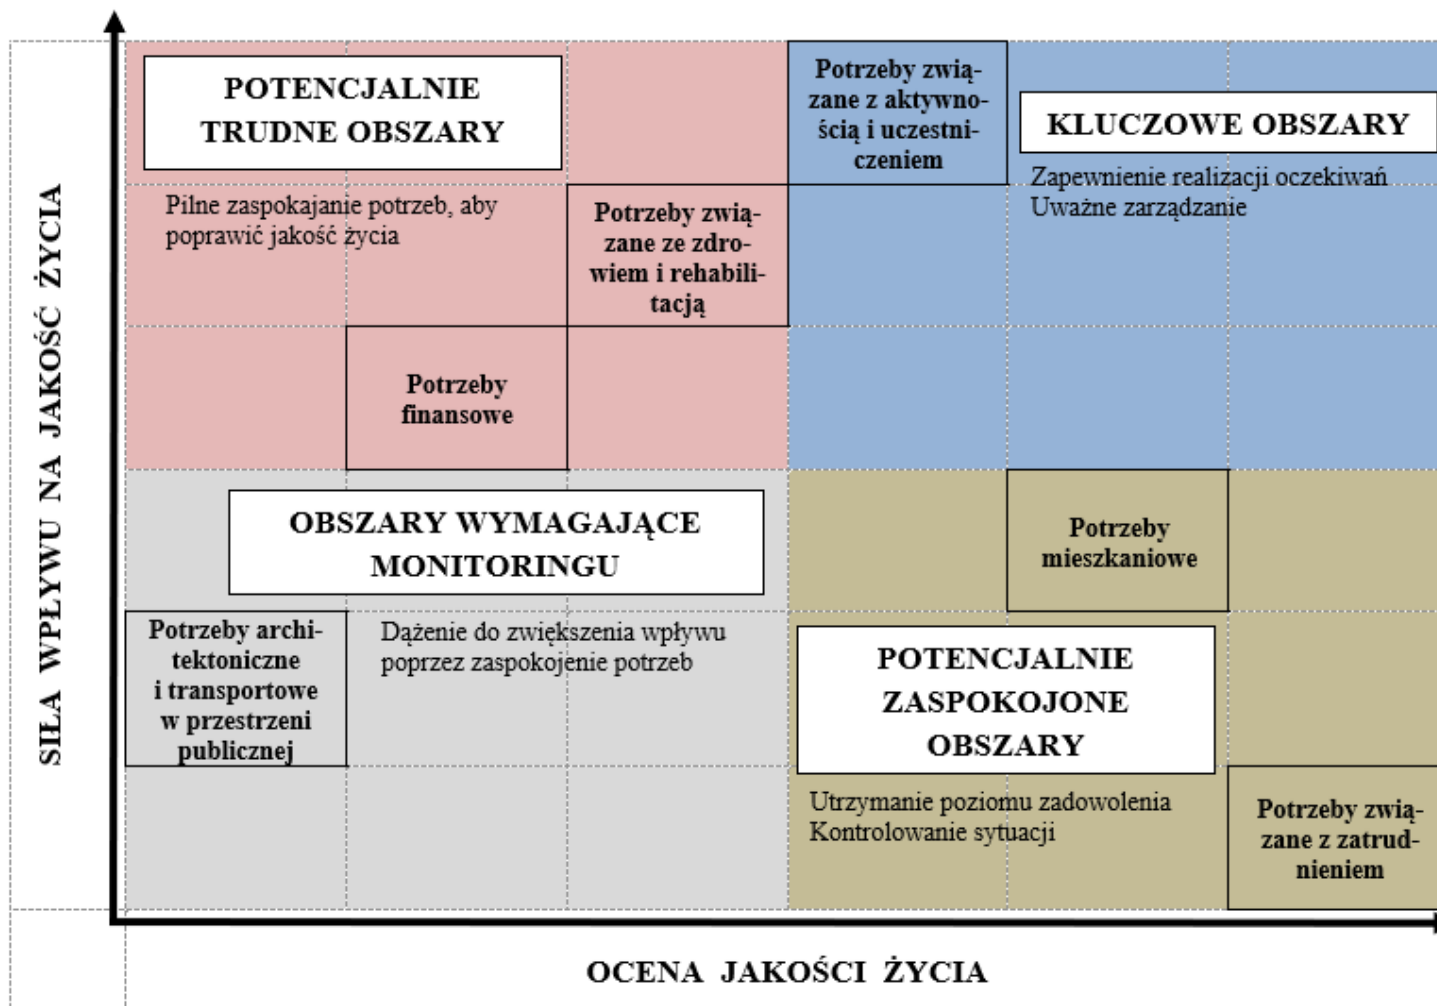 POTENCJALNIE
TRUDNE OBSZARY
Pilne zaspokajanie potrzeb, aby
poprawić jakość życia
Potrzeby zwią-
zane z aktywno-
ścią i uczestni-
czeniem
KLUCZOWE OBSZARY
Zapewnienie realizacji oczekiwań
Uważne zarządzanie
Potrzeby zwią-
zane ze zdro-
wiem i rehabili-
tacją
Potrzeby
finansowe
OBSZARY WYMAGAJĄCE
MONITORINGU
Potrzeby archi-
tektoniczne
i transportowe
w przestrzeni
publicznej
Dążenie do zwiększenia wpływu
poprzez zaspokojenie potrzeb
Potrzeby
mieszkaniowe
POTENCJALNIE
ZASPOKOJONE
OBSZARY
Utrzymanie poziomu zadowolenia
Kontrolowanie sytuacji
Potrzeby zwią-
zane z zatrud-
nieniem
SIŁA WPŁYWU NA JAKOŚĆ ŻYCIA
OCENA JAKOŚCI ŻYCIA